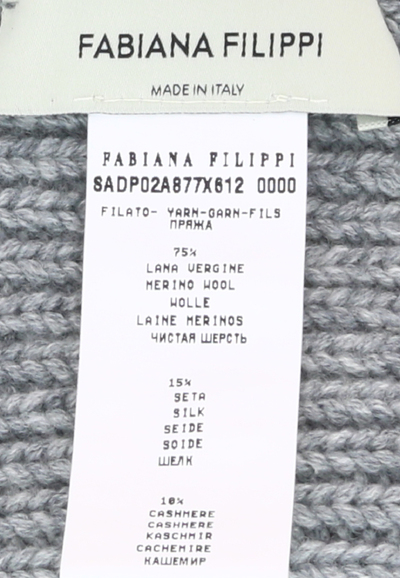 FABIANA FILIPPI
MADE IN ITALY
FABIANA FILIPPI
SADP02A877X612 0000
FILATO- YARN-GARN-FILS
ПРЯЖА
75%
LANA VERGINE
MERINO WOOL
WOLLE
LAINE MERINOS
ЧИСТАЯ ШЕРСТЬ
15%
SETA
SILK
SEIDE
SOIDE
ШЕЛК
10%
CASHMERE
CASHMERE
KASCHMIR
CACHEMIRE
КАШЕМИР